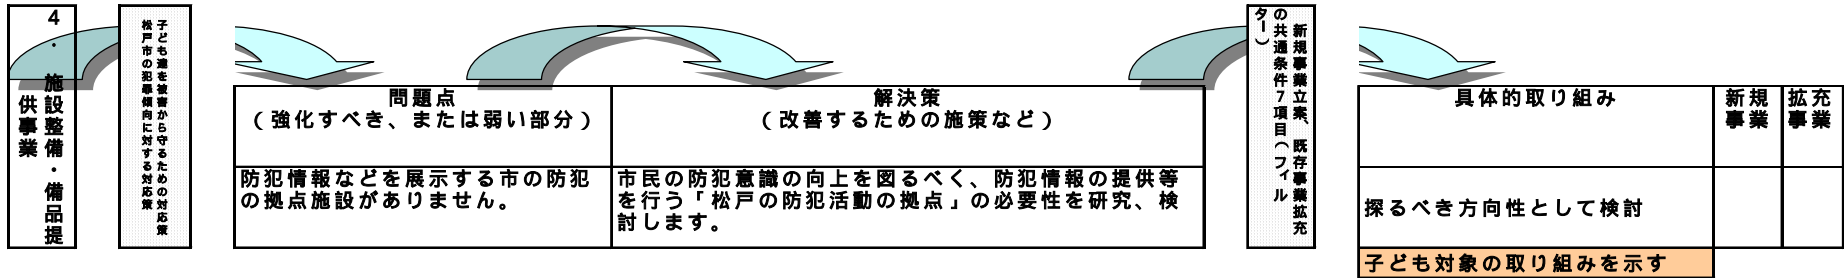 ４．　施設整備・備品提
供事業
子ども達を被害から守るための対応策
松戸市の犯罪傾向に対する対応策
問題点
（強化すべき、または弱い部分）
解決策
（改善するための施策など）
防犯情報などを展示する市の防犯
の拠点施設がありません。
市民の防犯意識の向上を図るべく、防犯情報の提供等
を行う「松戸の防犯活動の拠点」の必要性を研究、検
討します。
新規事業立案、既存事業拡充
の共通条件７項目（フィル
ター）
具体的取り組み
新規
事業
拡充
事業
探るべき方向性として検討
子ども対象の取り組みを示す